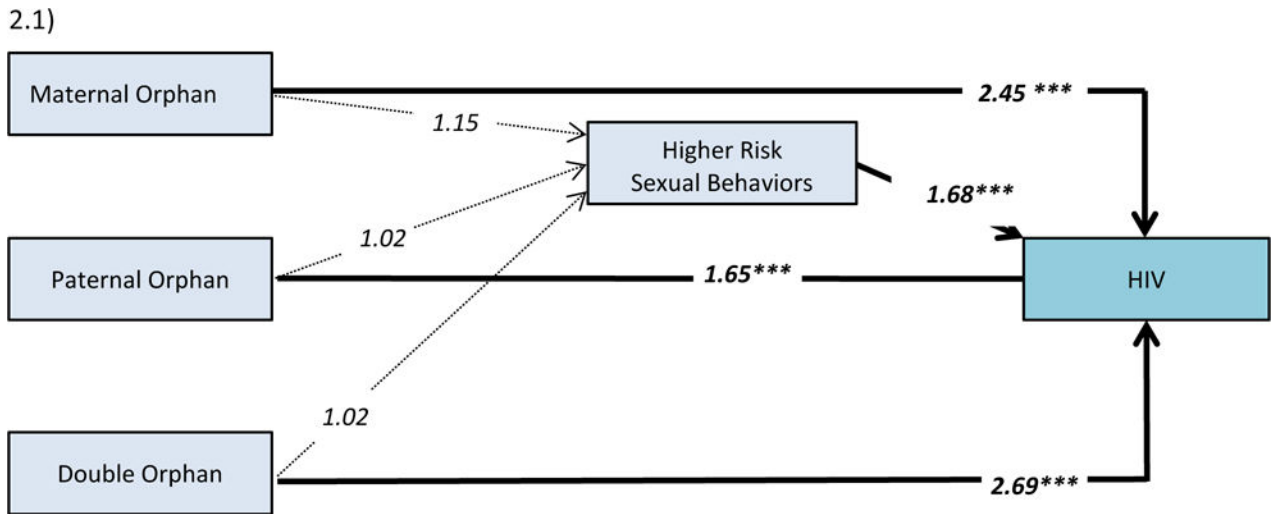 2.1)
Maternal Orphan
2.45 ***
1.15
Higher Risk
Sexual Behaviors
1.68***
1.02
Paternal Orphan
1.65***
HIV
1.02
Double Orphan
2.69***